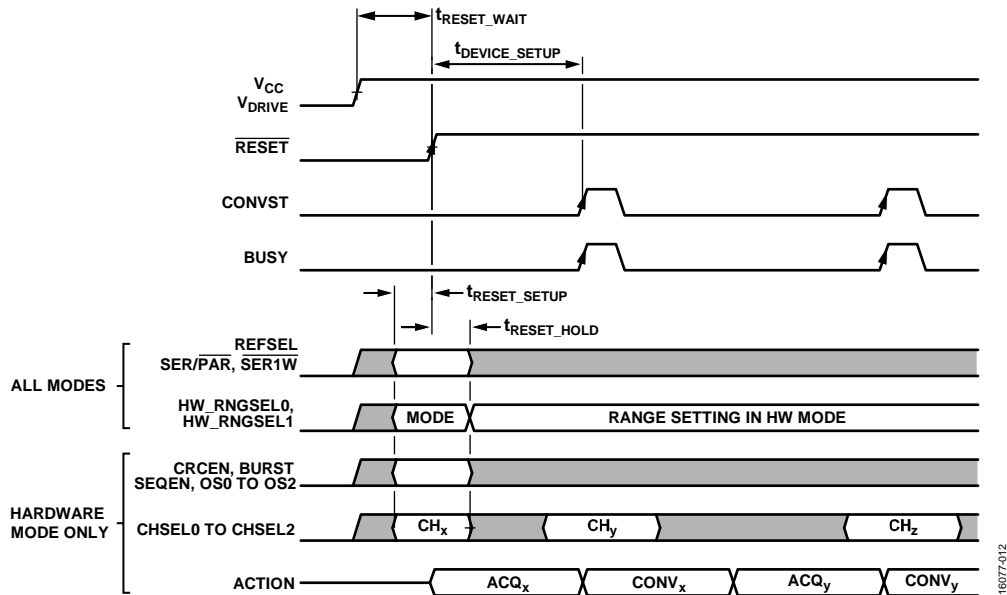 tRESET_WAIT
tDEVICE_SETUP
VCC
VDRIVE
RESET
CONVST
BUSY
tRESET_SETUP
tRESET_HOLD
ALL MODES
REFSEL
SER/PAR, SER1W
HW_RNGSEL0,
HW_RNGSEL1
MODE
RANGE SETTING IN HW MODE
HARDWARE
MODE ONLY
CRCEN, BURST
SEQEN, OS0 TO OS2
CHSEL0 TO CHSEL2
CHx
CHy
CHz
ACTION
ACQx
CONVx
ACQy
CONVy
16077-012